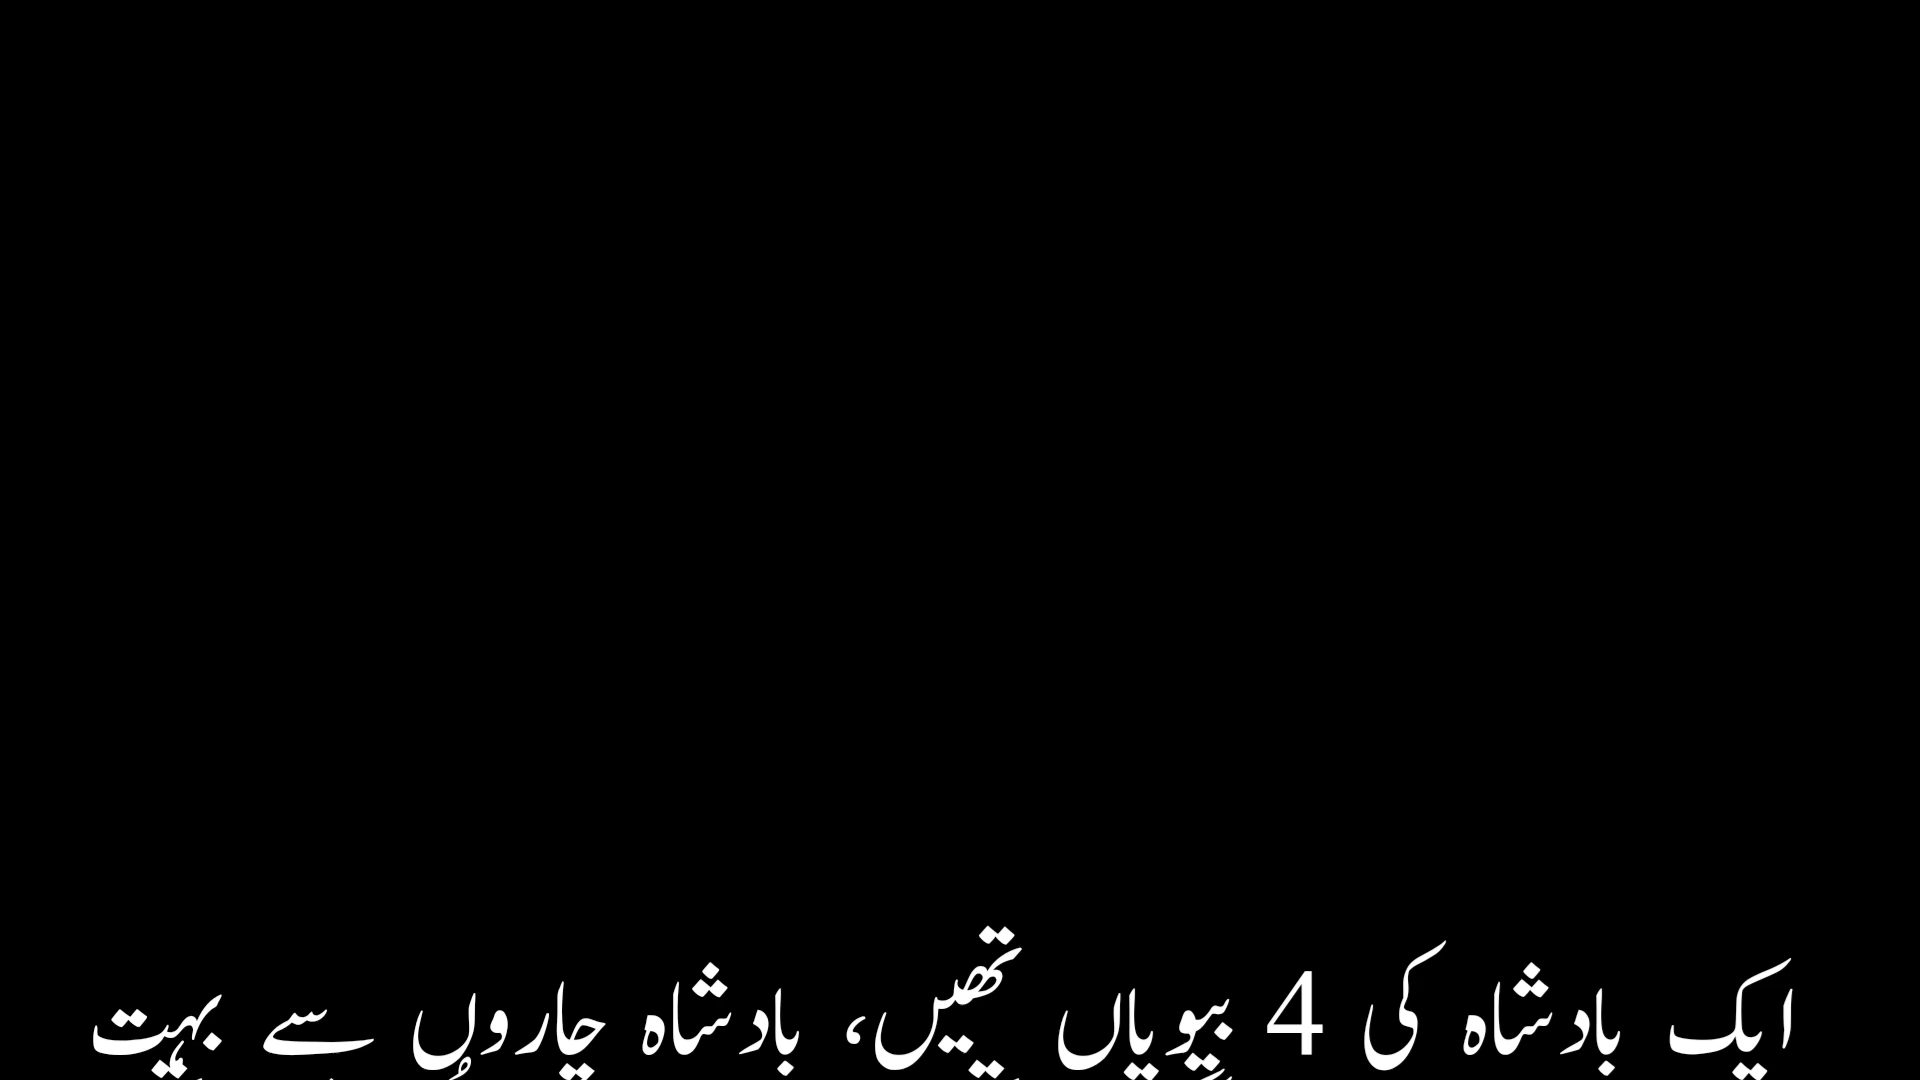 ایک بادشاہ کی 4 بیویاں تھیں، بادشاہ چاروں سے بہت